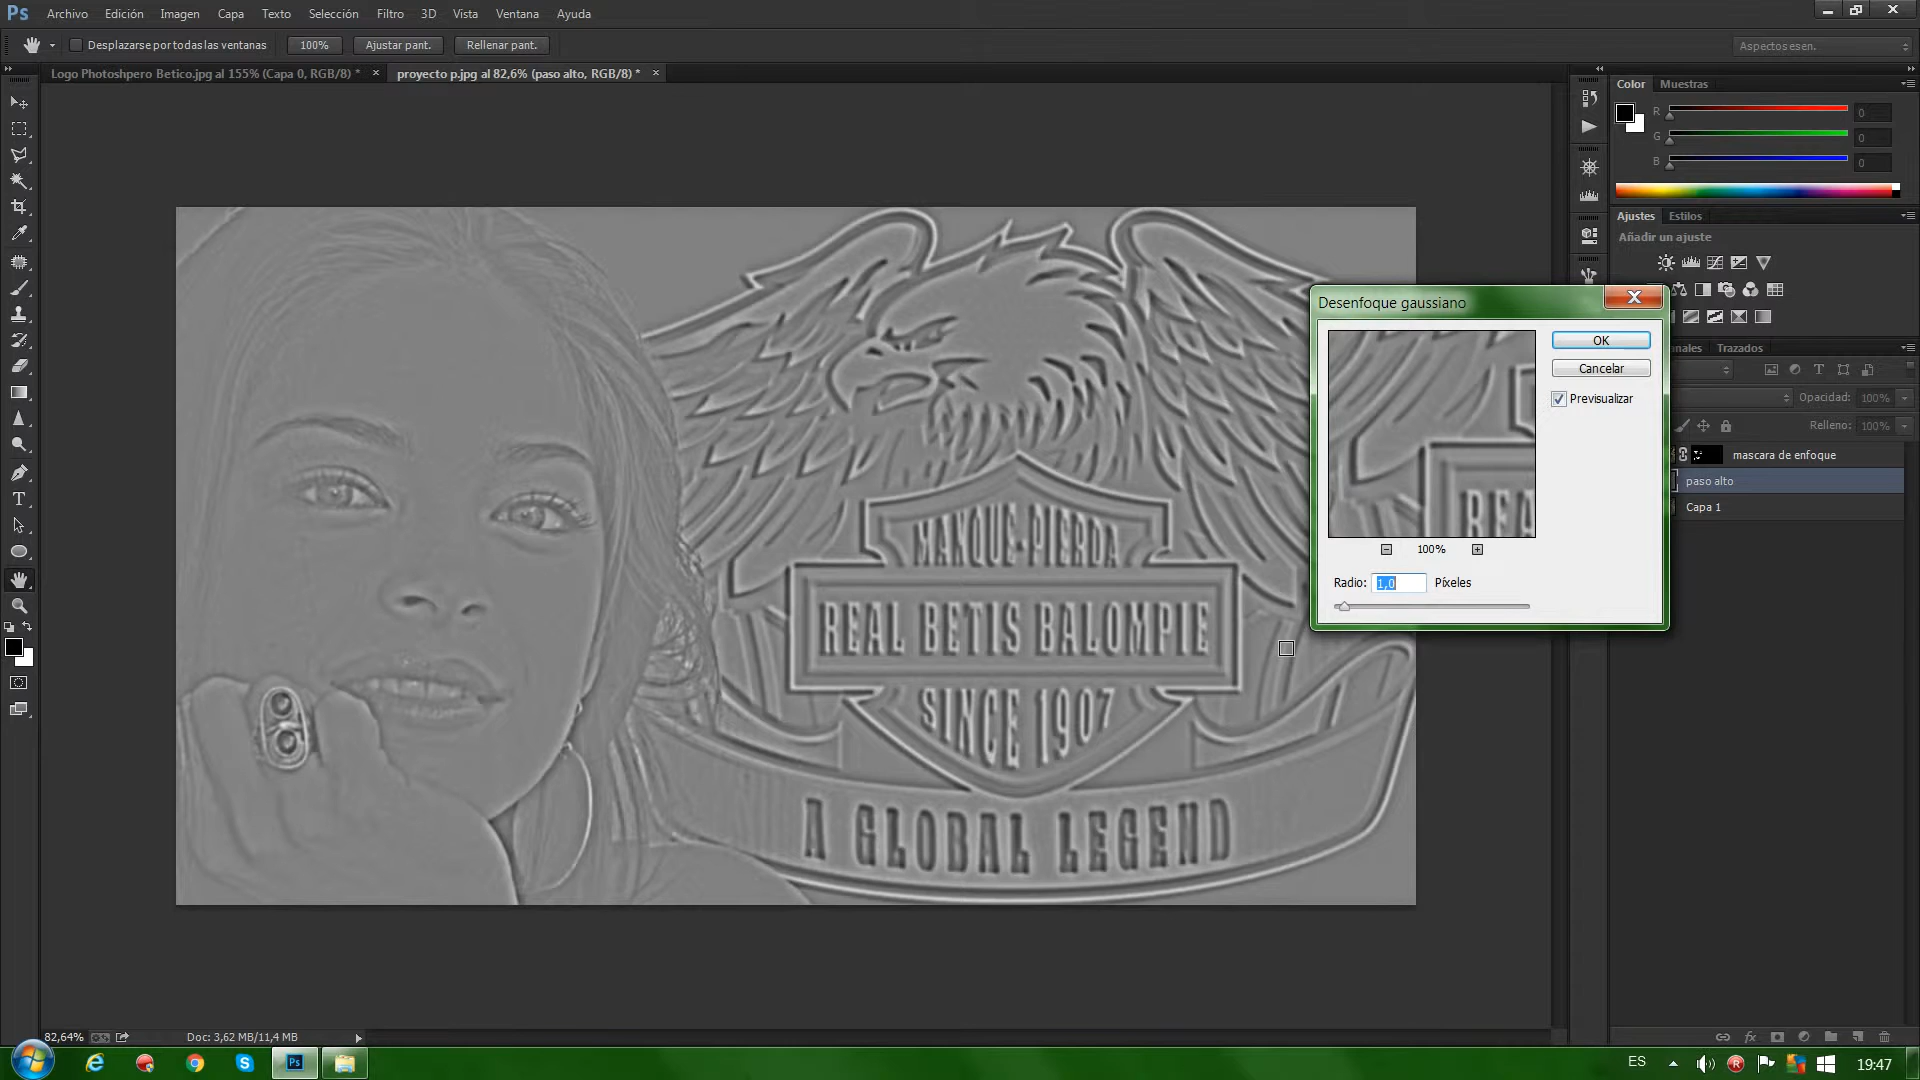 Ps Archivo Edición Imagen Capa Texto Selección Filtro 3D Vista Ventana Ayuda
Desplazarse por todas las ventanas 100% Ajustar pant. Rellenar pant. Aspectos esen.
Logo Photoshpero Betico.jpg al 155% (Capa 0, RGB/8) * × proyecto p.jpg al 82,6% (paso alto, RGB/8) * ×
Color Muestras
R 0
G 0
B 0
Ajustes Estilos
Añadir un ajuste
Desenfoque gaussiano
OK
Cancelar
Previsualizar
REA
100%
Radio: 1,0 Píxeles
nales Trazados
Opacidad: 100%
Relleno: 100%
mascara de enfoque
paso alto
Capa 1
MANQUE-PIERDA
REAL BETIS BALOMPIE
SINCE 1907
A GLOBAL LEGEND
82,64% Doc: 3,62 MB/11,4 MB
Ps
ES 19:47